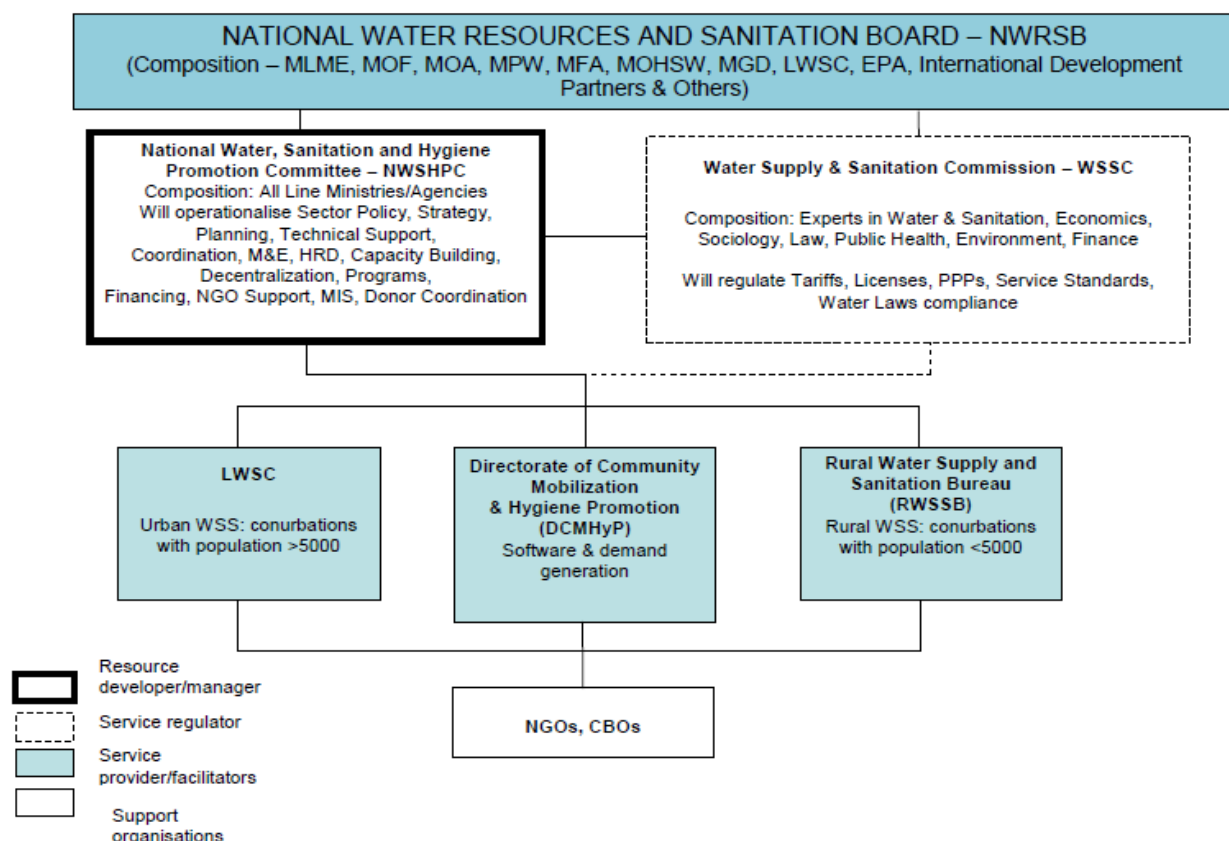 NATIONAL WATER RESOURCES AND SANITATION BOARD – NWRSB
(Composition – MLME, MOF, MOA, MPW, MFA, MOHSW, MGD, LWSC, EPA, International Development
Partners & Others)
National Water, Sanitation and Hygiene
Promotion Committee – NWSHPC
Composition: All Line Ministries/Agencies
Will operationalise Sector Policy, Strategy,
Planning, Technical Support,
Coordination, M&E, HRD, Capacity Building,
Decentralization, Programs,
Financing, NGO Support, MIS, Donor Coordination
Water Supply & Sanitation Commission – WSSC
Composition: Experts in Water & Sanitation, Economics,
Sociology, Law, Public Health, Environment, Finance
Will regulate Tariffs, Licenses, PPPs, Service Standards,
Water Laws compliance
LWSC
Urban WSS: conurbations
with population >5000
Directorate of Community
Mobilization
& Hygiene Promotion
(DCMHyP)
Software & demand
generation
Rural Water Supply and
Sanitation Bureau
(RWSSB)
Rural WSS: conurbations
with population <5000
NGOs, CBOs
Resource
developer/manager
Service regulator
Service
provider/facilitators
Support
organisations